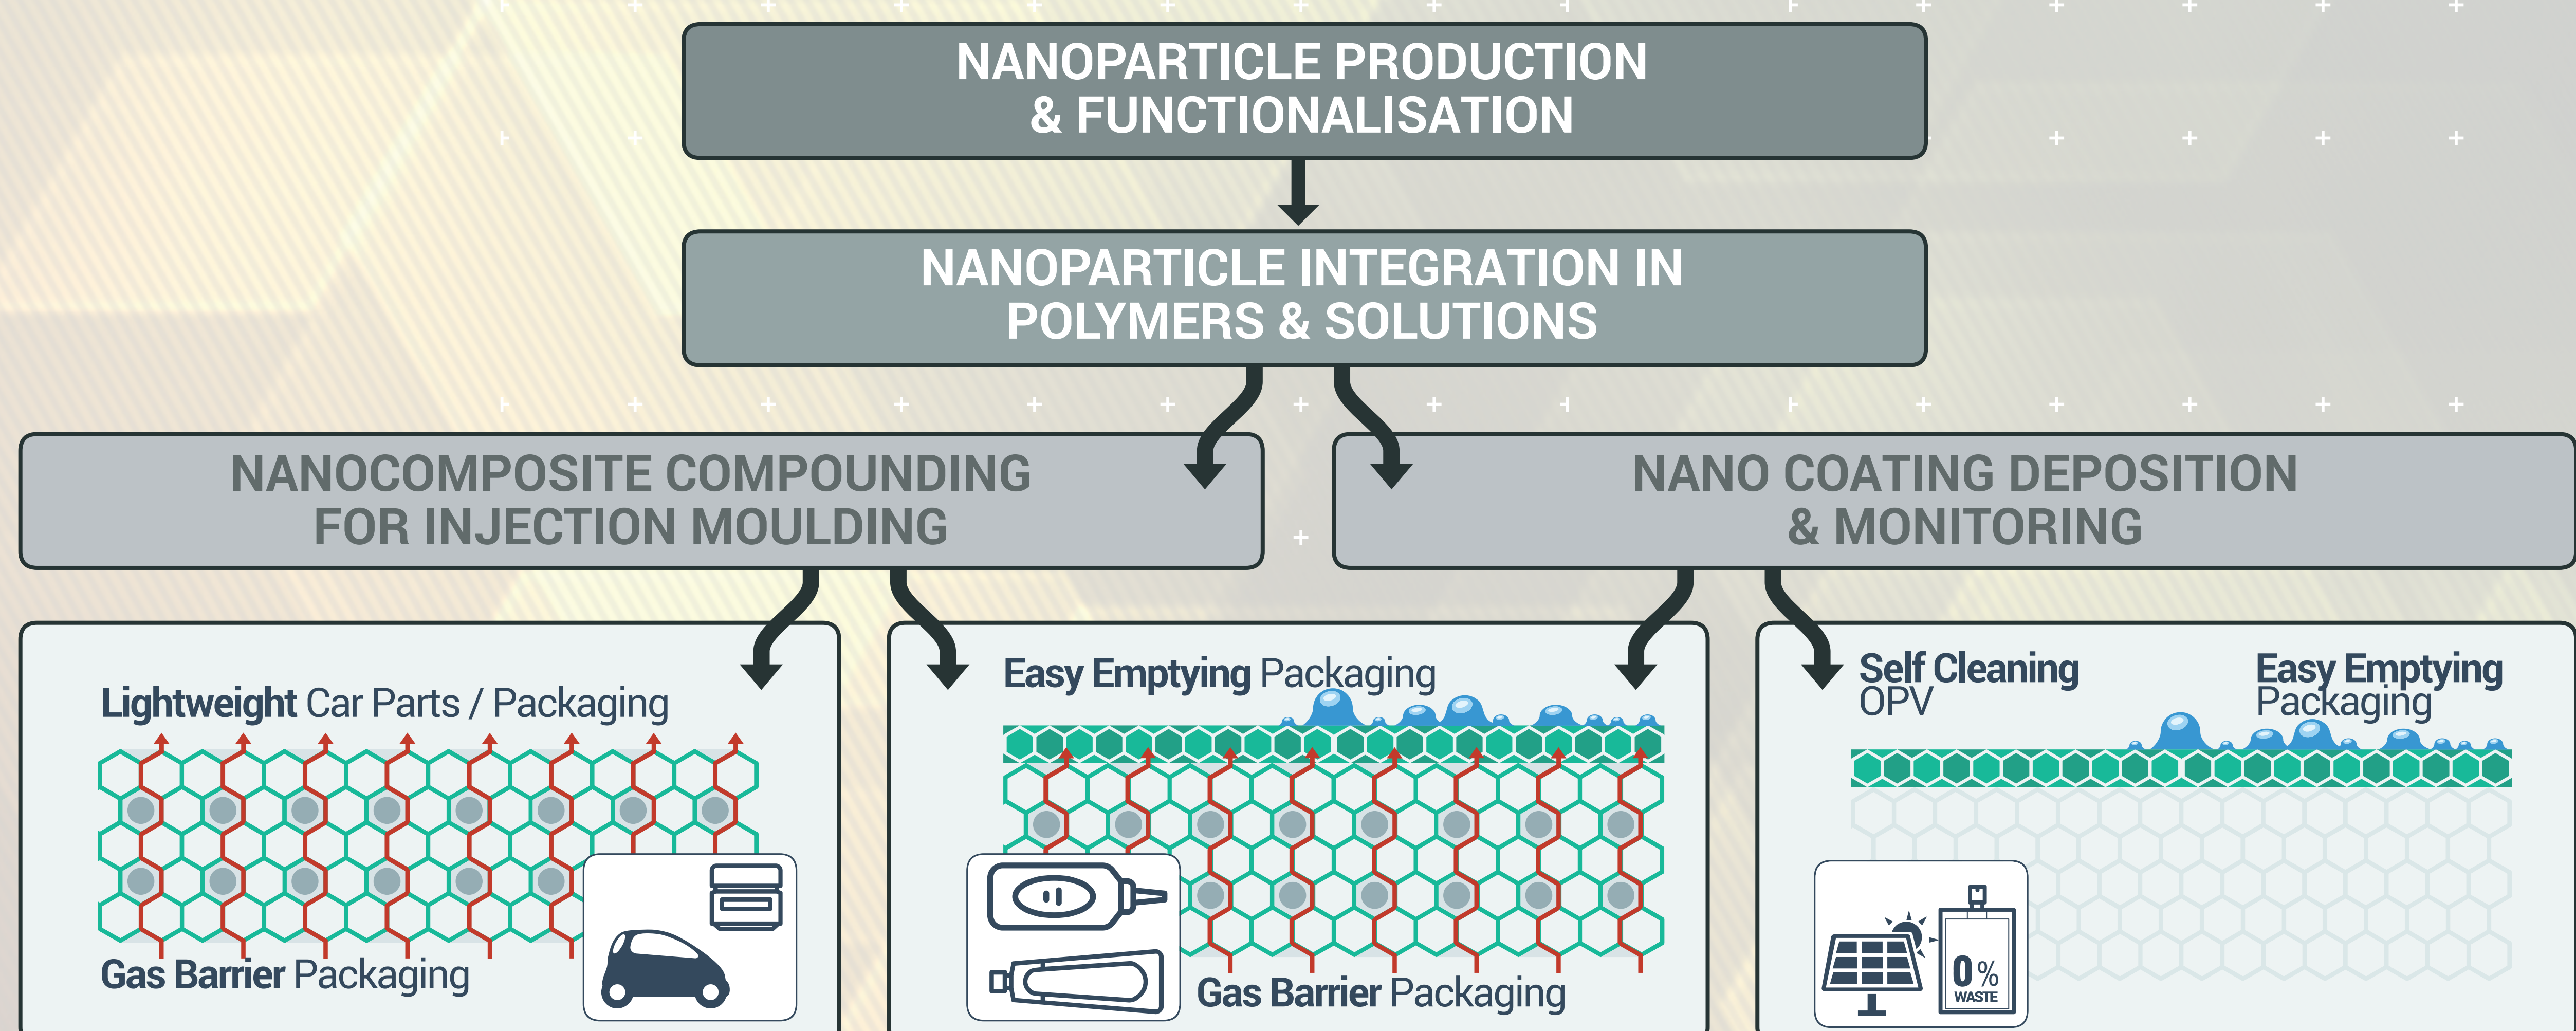 NANOPARTICLE PRODUCTION
& FUNCTIONALISATION
NANOPARTICLE INTEGRATION IN
POLYMERS & SOLUTIONS
NANOCOMPOSITE COMPOUNDING
FOR INJECTION MOULDING
NANO COATING DEPOSITION
& MONITORING
Lightweight Car Parts / Packaging
Gas Barrier Packaging
Easy Emptying Packaging
Gas Barrier Packaging
Self Cleaning
OPV
Easy Emptying
Packaging
0%
WASTE